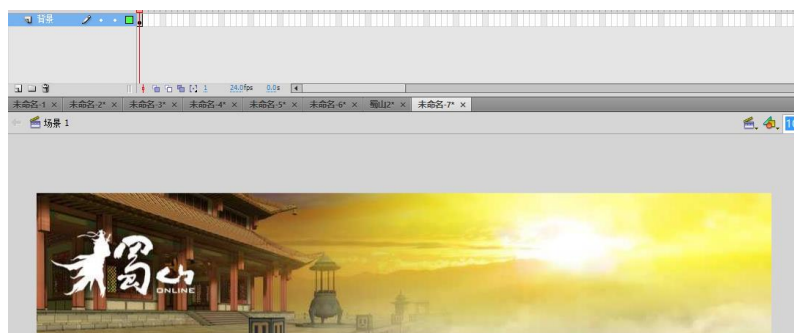 背景
1 24.0fps 0.0s
未命名-1 × 未命名-2* × 未命名-3* × 未命名-4* × 未命名-5* × 未命名-6* × 蜀山2* × 未命名-7* ×
场景 1
10
蜀山
ONLINE